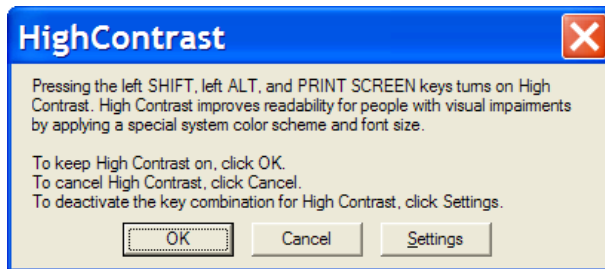 HighContrast
Pressing the left SHIFT, left ALT, and PRINT SCREEN keys turns on High
Contrast. High Contrast improves readability for people with visual impairments
by applying a special system color scheme and font size.
To keep High Contrast on, click OK.
To cancel High Contrast, click Cancel.
To deactivate the key combination for High Contrast, click Settings.
OK Cancel Settings